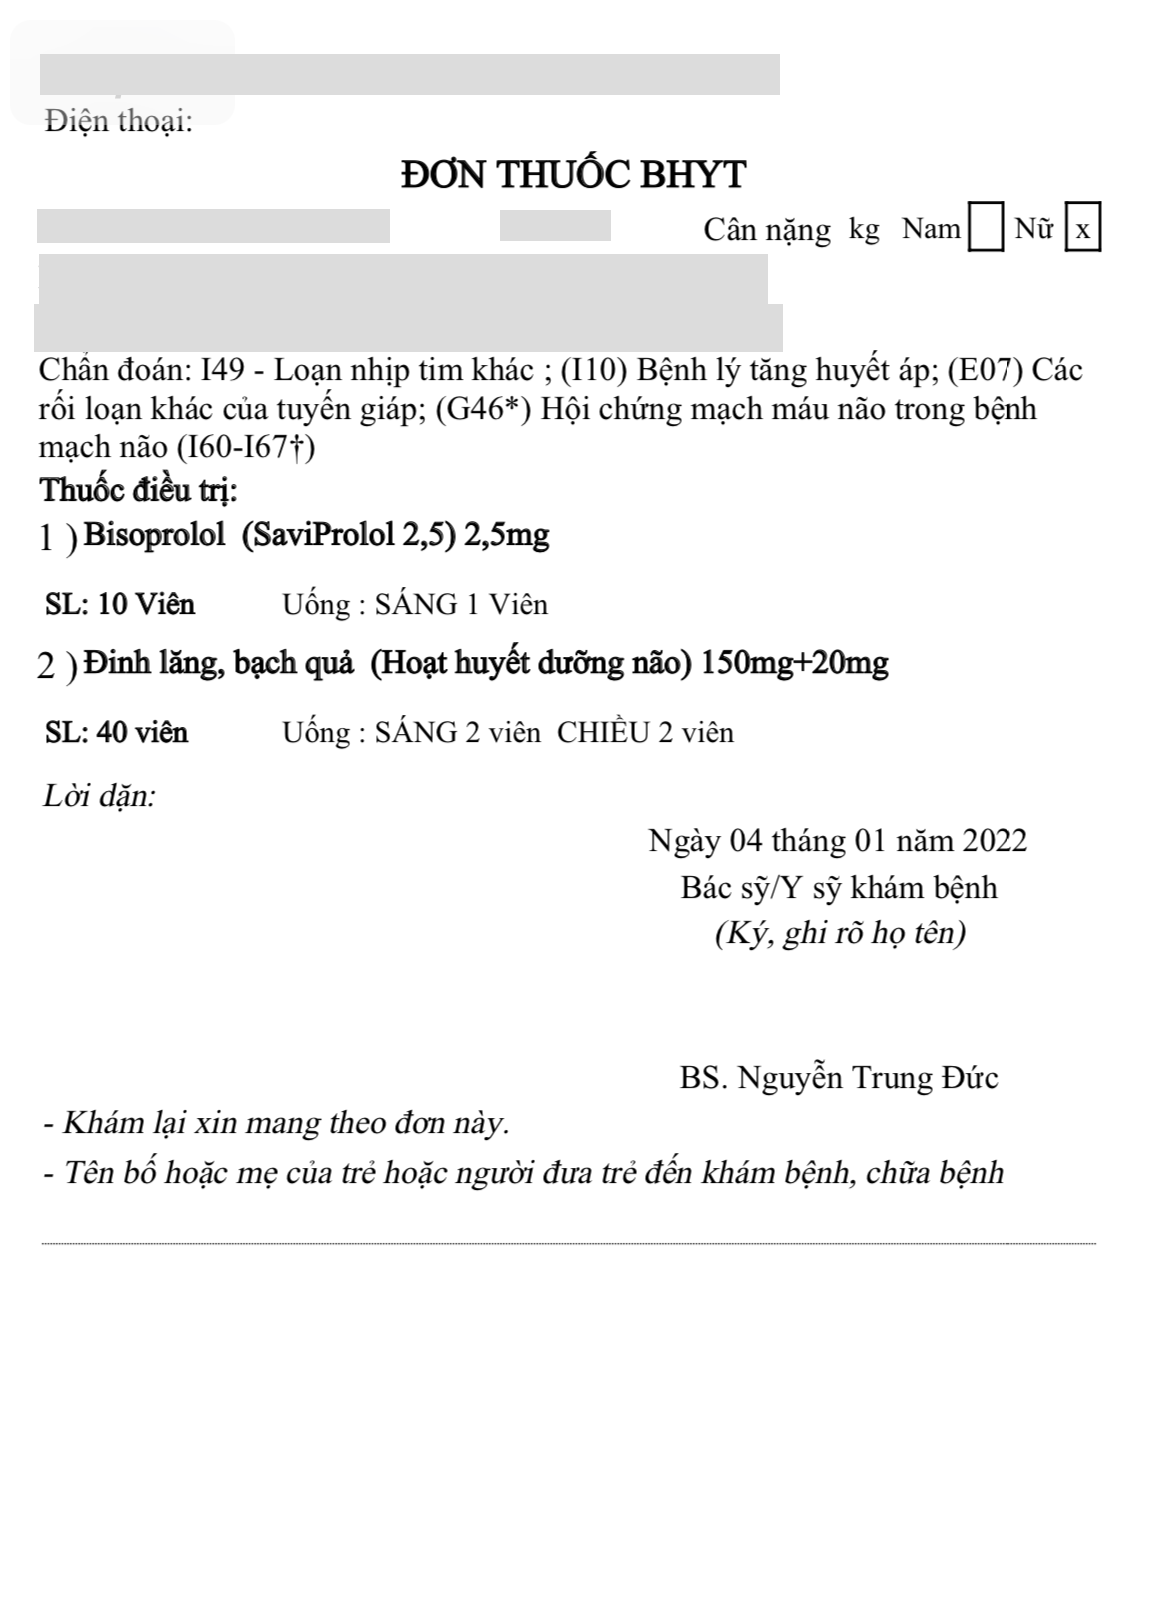 Điện thoại:
ĐƠN THUỐC BHYT
Cân nặng kg Nam Nữ x
Chẩn đoán: I49 - Loạn nhịp tim khác ; (I10) Bệnh lý tăng huyết áp; (E07) Các
rối loạn khác của tuyến giáp; (G46*) Hội chứng mạch máu não trong bệnh
mạch não (I60-I67†)
Thuốc điều trị:
1 ) Bisoprolol (SaviProlol 2,5) 2,5mg
SL: 10 Viên Uống : SÁNG 1 Viên
2 ) Đinh lăng, bạch quả (Hoạt huyết dưỡng não) 150mg+20mg
SL: 40 viên Uống : SÁNG 2 viên CHIỀU 2 viên
Lời dặn:
Ngày 04 tháng 01 năm 2022
Bác sỹ/Y sỹ khám bệnh
(Ký, ghi rõ họ tên)
BS. Nguyễn Trung Đức
- Khám lại xin mang theo đơn này.
- Tên bố hoặc mẹ của trẻ hoặc người đưa trẻ đến khám bệnh, chữa bệnh